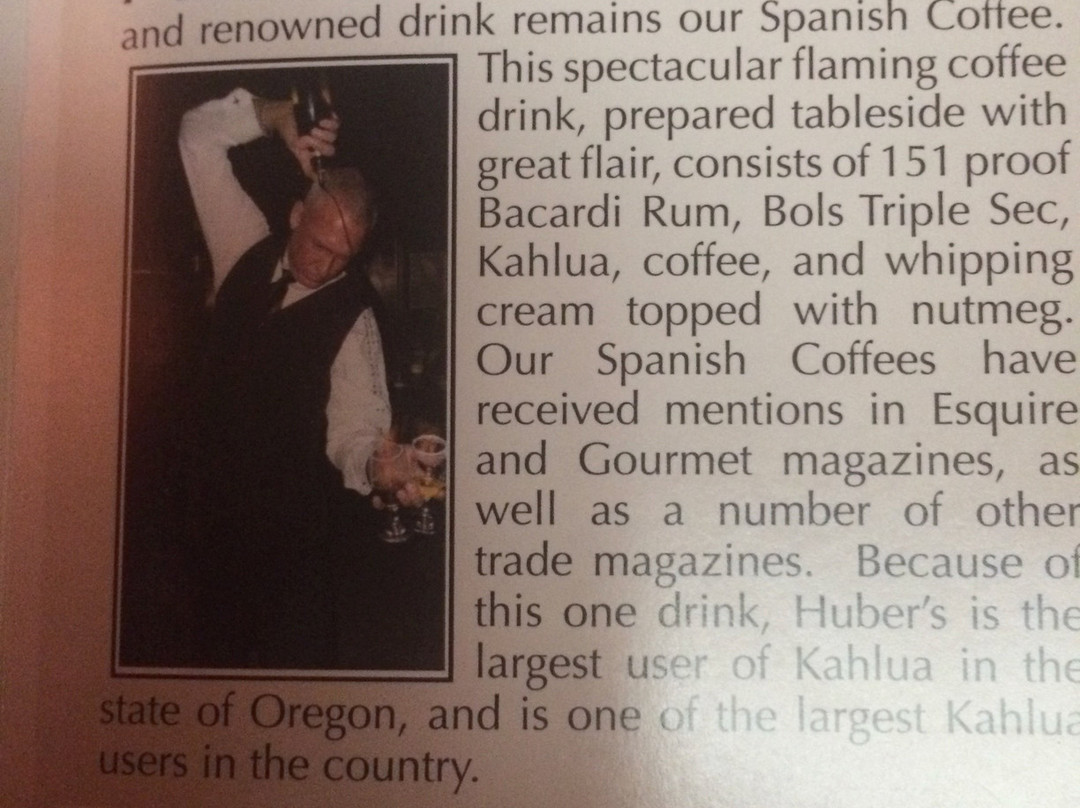 and renowned drink remains our Spanish Coffee.
This spectacular flaming coffee
drink, prepared tableside with
great flair, consists of 151 proof
Bacardi Rum, Bols Triple Sec,
Kahlua, coffee, and whipping
cream topped with nutmeg.
Our Spanish Coffees have
received mentions in Esquire
and Gourmet magazines, as
well as a number of other
trade magazines. Because of
this one drink, Huber's is the
largest user of Kahlua in the
state of Oregon, and is one of the largest Kahlua
users in the country.